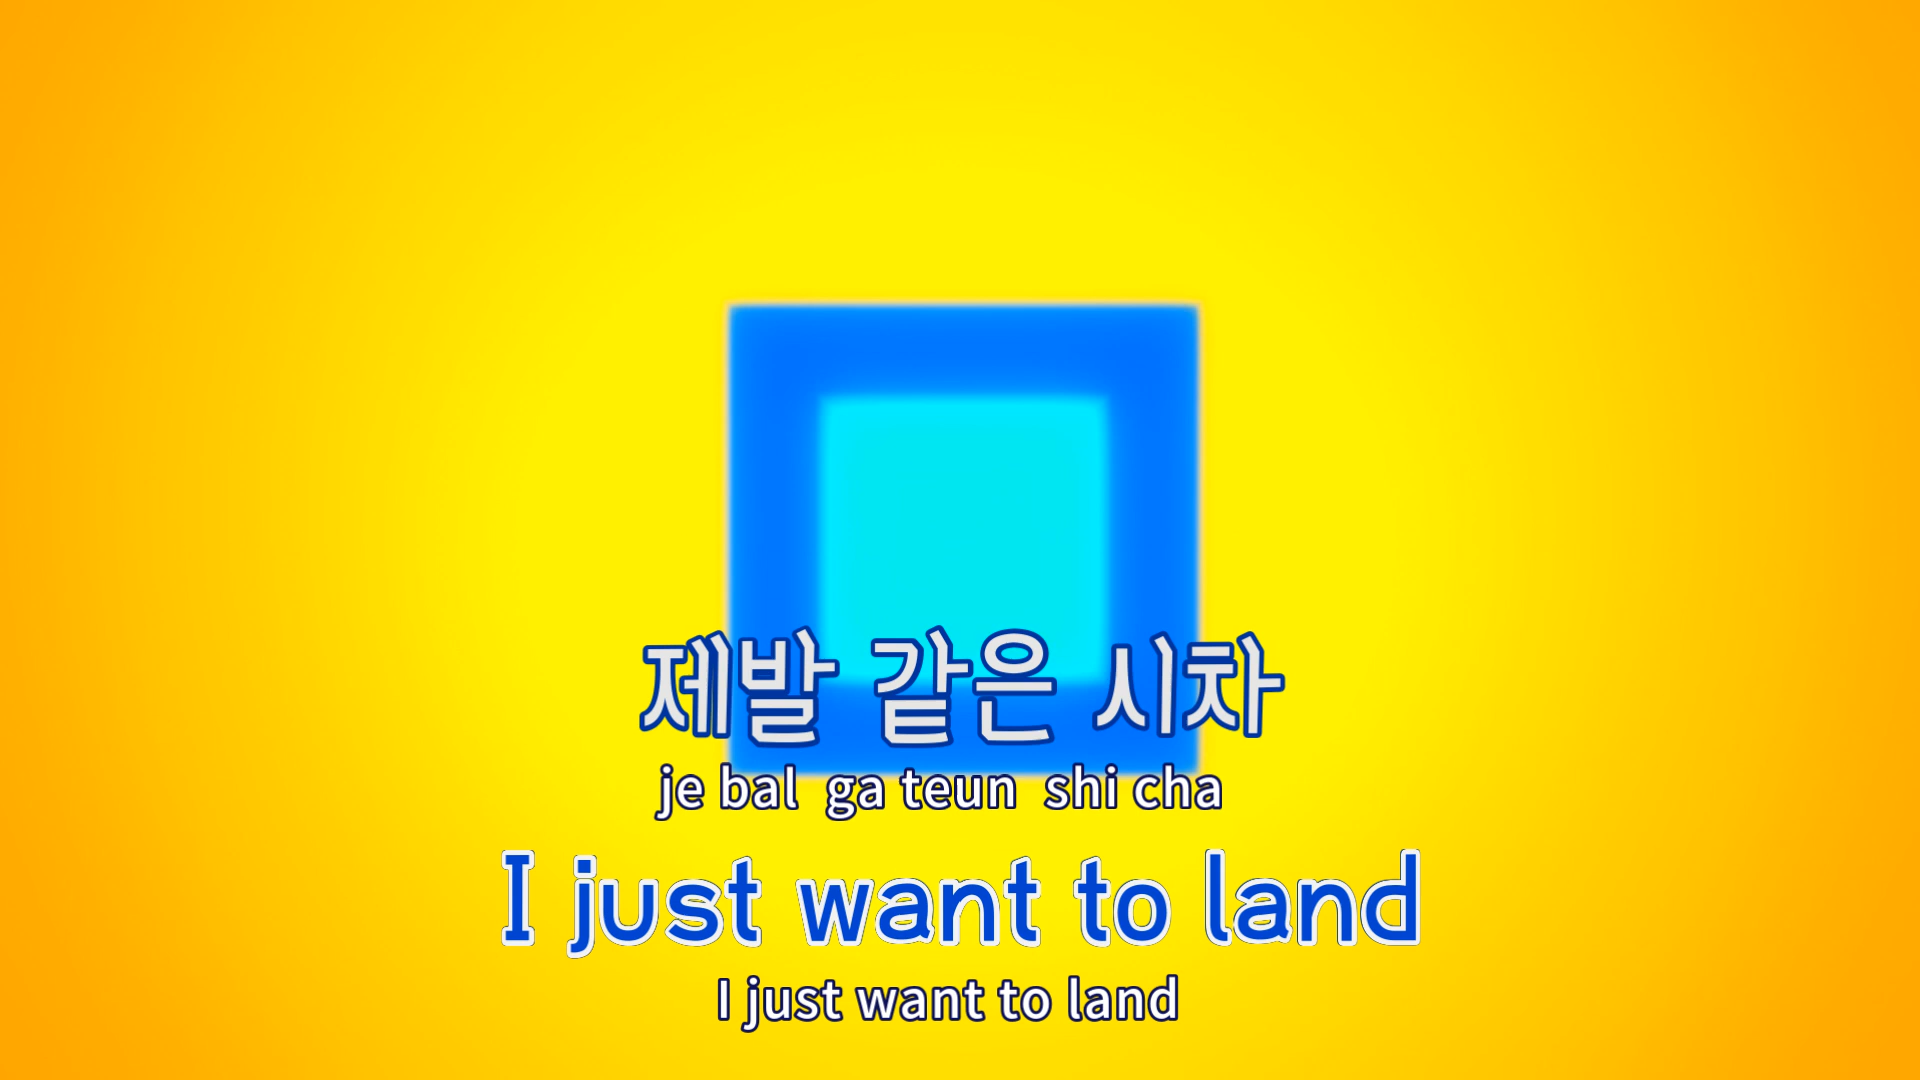 제발 같은 시차
je bal ga teun shi cha
I just want to land
I just want to land